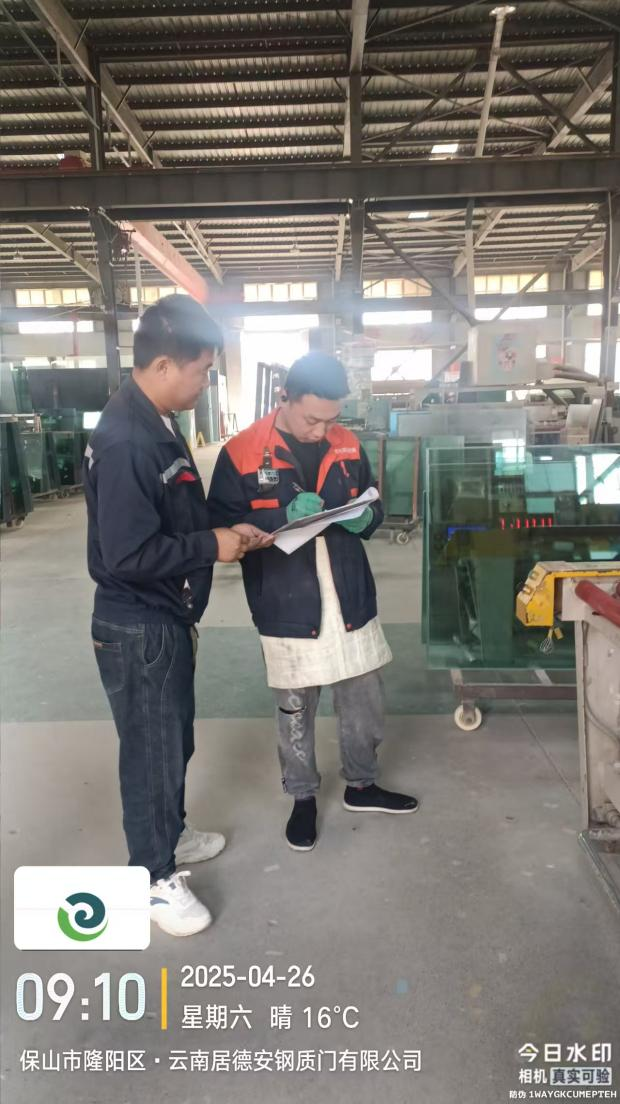 09:10
2025-04-26
星期六 晴 16°C
保山市隆阳区·云南居德安钢质门有限公司
今日水印
相机 真实可验
防伪 1WAYGKCUMEPTEH